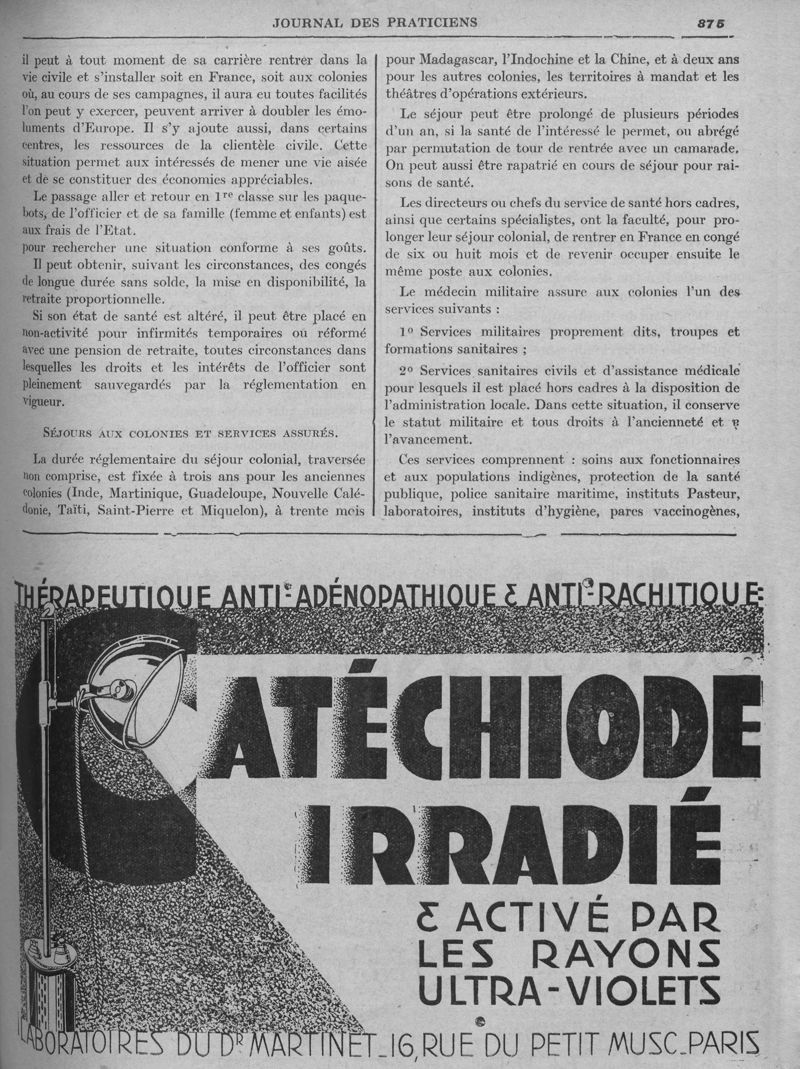 JOURNAL DES PRATICIENS
875
il peut à tout moment de sa carrière rentrer dans la
vie civile et s'installer soit en France, soit aux colonies
où, au cours de ses campagnes, il aura eu toutes facilités
l'on peut y exercer, peuvent arriver à doubler les émo-
luments d'Europe. Il s'y ajoute aussi, dans certains
centres, les ressources de la clientèle civile. Cette
situation permet aux intéressés de mener une vie aisée
et de se constituer des économies appréciables.
Le passage aller et retour en 1re classe sur les paque-
bots, de l'officier et de sa famille (femme et enfants) est
aux frais de l'Etat.
pour rechercher une situation conforme à ses goûts.
Il peut obtenir, suivant les circonstances, des congés
de longue durée sans solde, la mise en disponibilité, la
retraite proportionnelle.
Si son état de santé est altéré, il peut être placé en
non-activité pour infirmités temporaires ou réformé
avec une pension de retraite, toutes circonstances dans
lesquelles les droits et les intérêts de l'officier sont
pleinement sauvegardés par la réglementation en
vigueur.
SÉJOURS AUX COLONIES ET SERVICES ASSURÉS.
La durée réglementaire du séjour colonial, traversée
non comprise, est fixée à trois ans pour les anciennes
colonies (Inde, Martinique, Guadeloupe, Nouvelle Calé-
donie, Taïti, Saint-Pierre et Miquelon), à trente mois
pour Madagascar, l'Indochine et la Chine, et à deux ans
pour les autres colonies, les territoires à mandat et les
théâtres d'opérations extérieurs.
Le séjour peut être prolongé de plusieurs périodes
d'un an, si la santé de l'intéressé le permet, ou abrégé
par permutation de tour de rentrée avec un camarade.
On peut aussi être rapatrié en cours de séjour pour rai-
sons de santé.
Les directeurs ou chefs du service de santé hors cadres,
ainsi que certains spécialistes, ont la faculté, pour pro-
longer leur séjour colonial, de rentrer en France en congé
de six ou huit mois et de revenir occuper ensuite le
même poste aux colonies.
Le médecin militaire assure aux colonies l'un des
services suivants :
1º Services militaires proprement dits, troupes et
formations sanitaires ;
2º Services sanitaires civils et d'assistance médicale
pour lesquels il est placé hors cadres à la disposition de
l'administration locale. Dans cette situation, il conserve
le statut militaire et tous droits à l'ancienneté et
l'avancement.
Ces services comprennent : soins aux fonctionnaires
et aux populations indigènes, protection de la santé
publique, police sanitaire maritime, instituts Pasteur,
laboratoires, instituts d'hygiène, parcs vaccinogènes,
THÉRAPEUTIQUE ANTI-ADÉNOPATHIQUE & ANTI-RACHITIQUE:
CATÉCHIODE
IRRADIÉ
& ACTIVÉ PAR
LES RAYONS
ULTRA-VIOLETS
LABORATOIRES DU DR MARTINET_16, RUE DU PETIT MUSC_PARIS